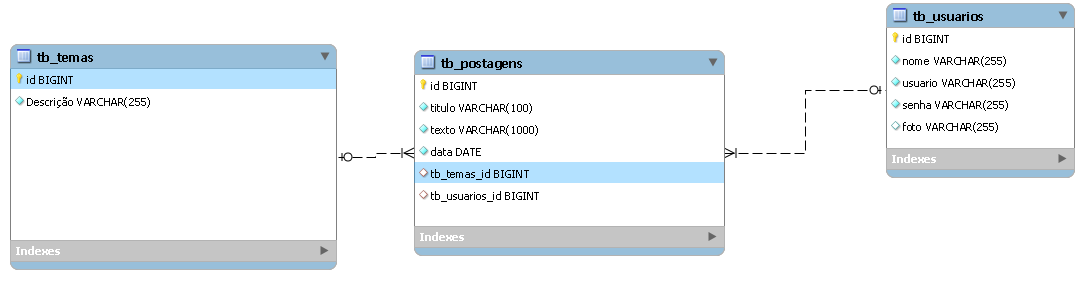 tb_temas
id BIGINT
Descrição VARCHAR(255)
Indexes
tb_postagens
id BIGINT
titulo VARCHAR(100)
texto VARCHAR(1000)
data DATE
tb_temas_id BIGINT
tb_usuarios_id BIGINT
Indexes
tb_usuarios
id BIGINT
nome VARCHAR(255)
usuario VARCHAR(255)
senha VARCHAR(255)
foto VARCHAR(255)
Indexes